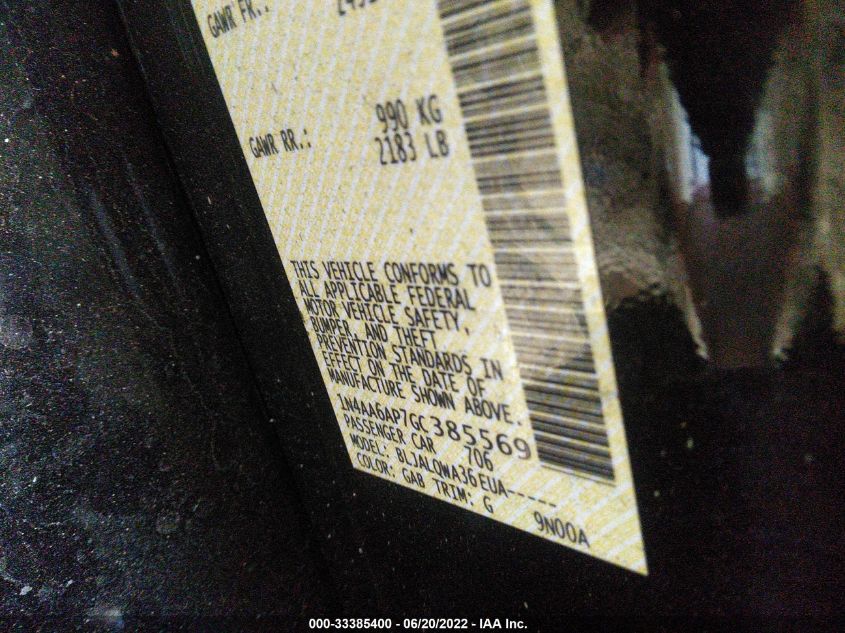 GAWR FR.:
990 KG
GAWR RR.: 2183 LB
THIS VEHICLE CONFORMS TO
ALL APPLICABLE FEDERAL
MOTOR VEHICLE SAFETY,
BUMPER, AND THEFT
PREVENTION STANDARDS IN
EFFECT ON THE DATE OF
MANUFACTURE SHOWN ABOVE.
1N4AA6AP7GC385569
PASSENGER CAR 706
MODEL: BLJALOWA36EUA------
COLOR: GAB TRIM: G 9N00A
000-33385400 - 06/20/2022 - IAA Inc.